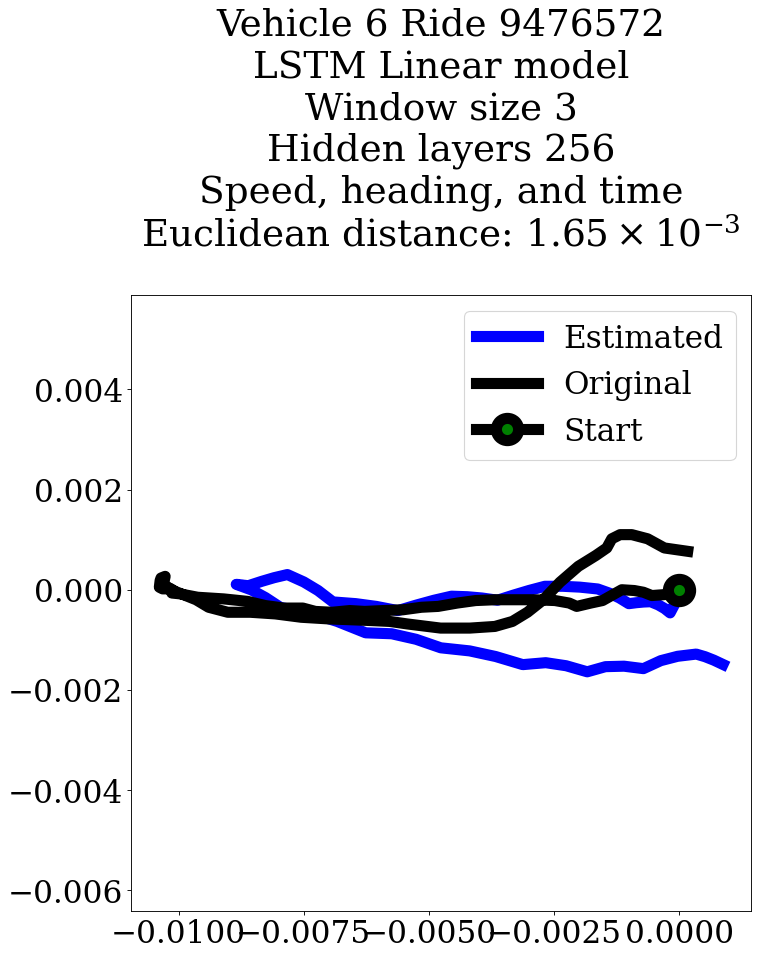 Vehicle 6 Ride 9476572
LSTM Linear model
Window size 3
Hidden layers 256
Speed, heading, and time
Euclidean distance: 1.65 × 10⁻³
Estimated
Original
Start
0.004
0.002
0.000
−0.002
−0.004
−0.006
−0.0100 −0.0075 −0.0050 −0.0025 0.0000